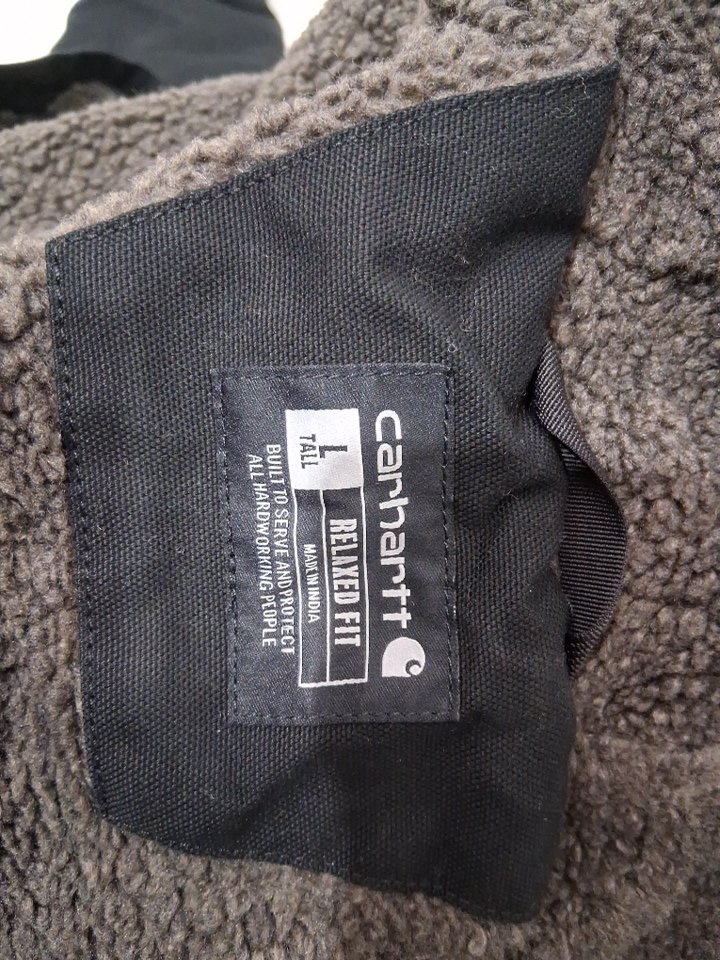 carhartt
RELAXED FIT
L
TALL
MADE IN INDIA
BUILT TO SERVE AND PROTECT
ALL HARDWORKING PEOPLE